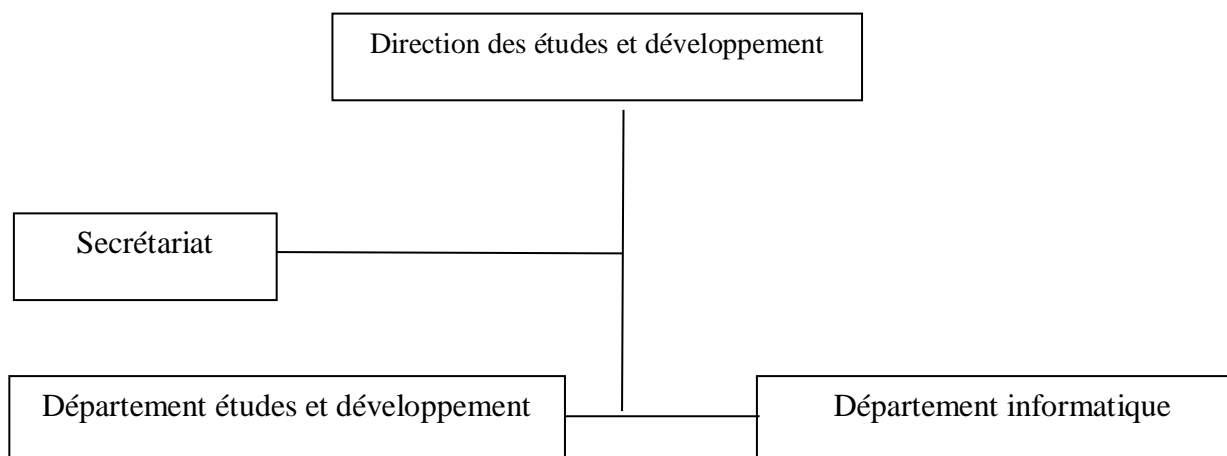 Direction des études et développement
Secrétariat
Département études et développement
Département informatique